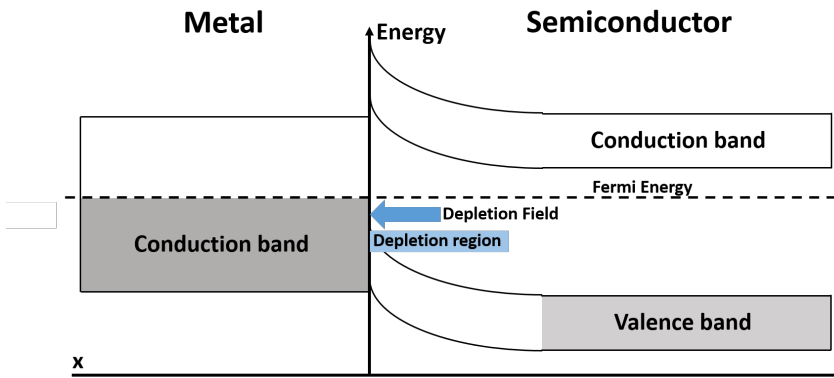 Metal
Semiconductor
Energy
Conduction band
Fermi Energy
Depletion Field
Depletion region
Conduction band
Valence band
x